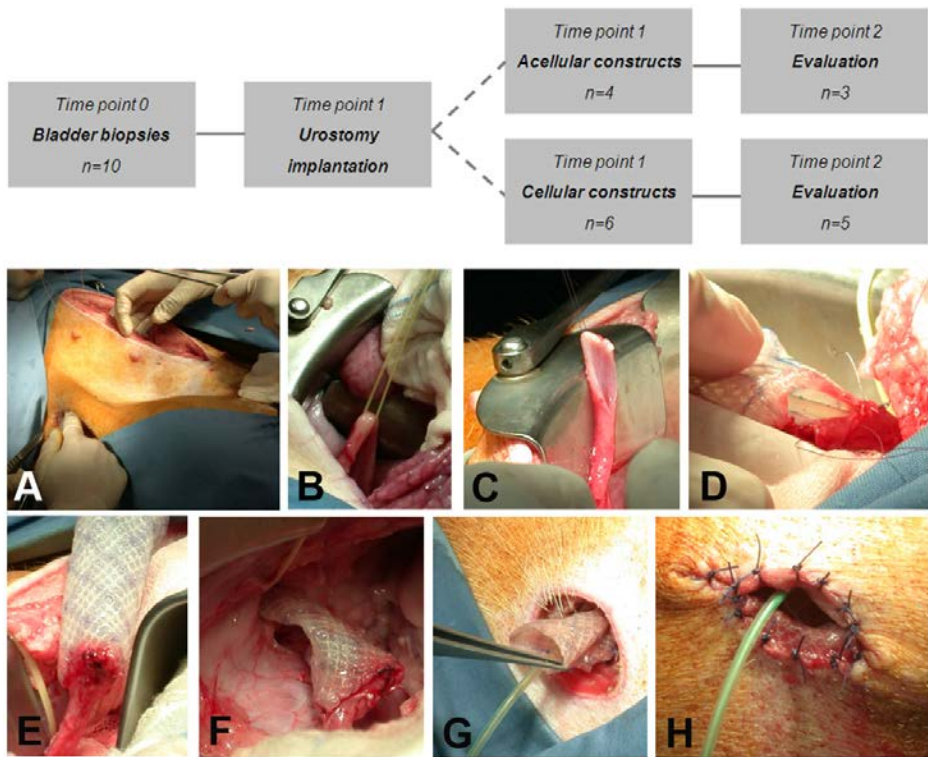 Time point 0
Bladder biopsies
n=10
Time point 1
Urostomy
implantation
Time point 1
Acellular constructs
n=4
Time point 2
Evaluation
n=3
Time point 1
Cellular constructs
n=6
Time point 2
Evaluation
n=5
A
B
C
D
E
F
G
H